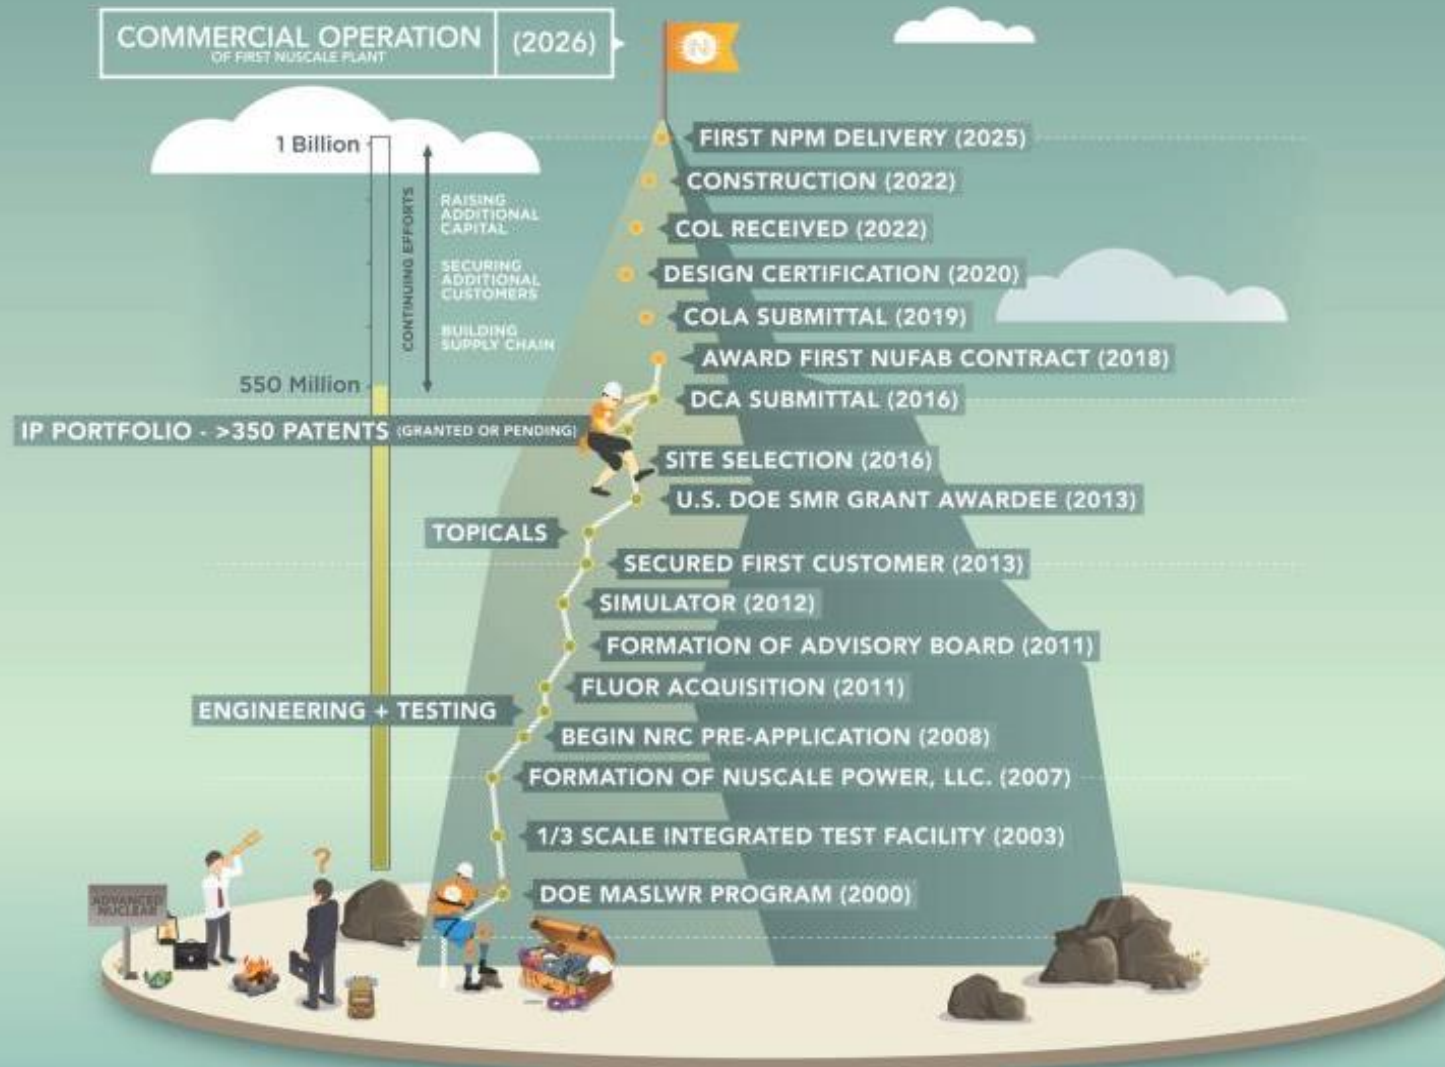 COMMERCIAL OPERATION
OF FIRST NUSCALE PLANT
(2026)
N
1 Billion
CONTINUING EFFORTS
RAISING
ADDITIONAL
CAPITAL
SECURING
ADDITIONAL
CUSTOMERS
BUILDING
SUPPLY CHAIN
550 Million
FIRST NPM DELIVERY (2025)
CONSTRUCTION (2022)
COL RECEIVED (2022)
DESIGN CERTIFICATION (2020)
COLA SUBMITTAL (2019)
AWARD FIRST NUFAB CONTRACT (2018)
DCA SUBMITTAL (2016)
IP PORTFOLIO - >350 PATENTS (GRANTED OR PENDING)
SITE SELECTION (2016)
U.S. DOE SMR GRANT AWARDEE (2013)
TOPICALS
SECURED FIRST CUSTOMER (2013)
SIMULATOR (2012)
FORMATION OF ADVISORY BOARD (2011)
FLUOR ACQUISITION (2011)
ENGINEERING + TESTING
BEGIN NRC PRE-APPLICATION (2008)
FORMATION OF NUSCALE POWER, LLC. (2007)
1/3 SCALE INTEGRATED TEST FACILITY (2003)
DOE MASLWR PROGRAM (2000)
?
ADVANCED
NUCLEAR